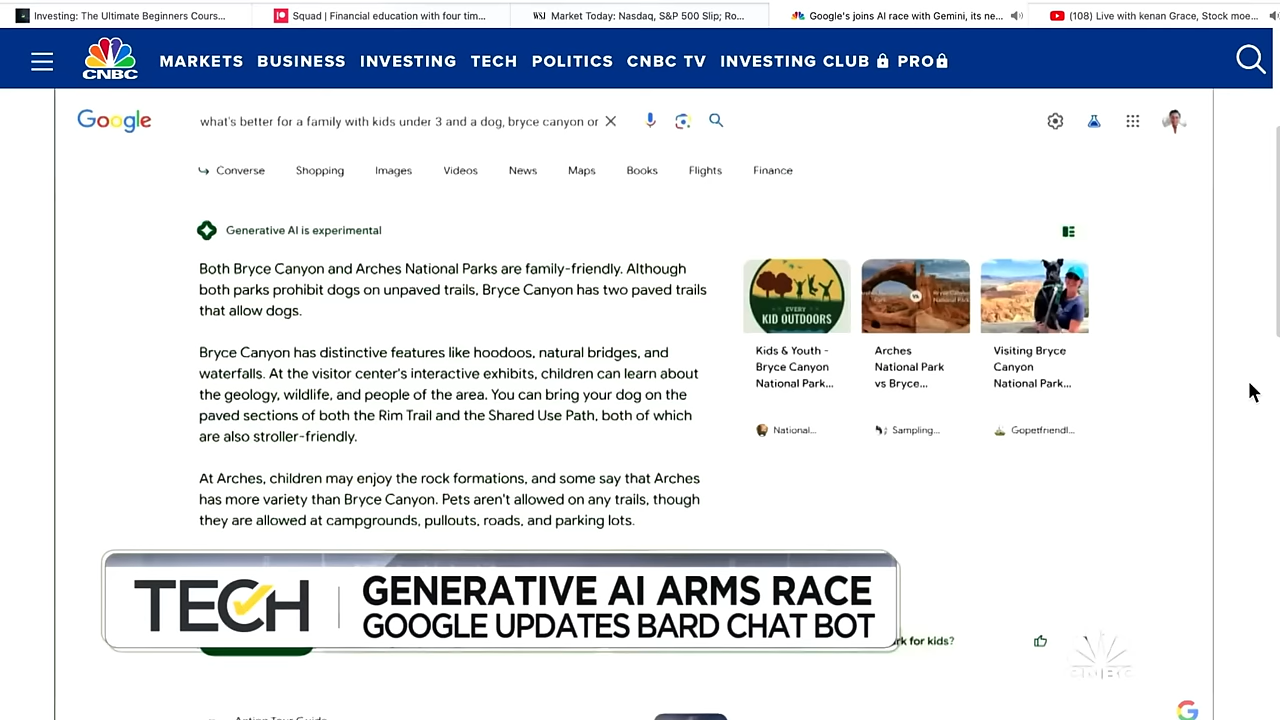 Investing: The Ultimate Beginners Cours...
Squad | Financial education with four tim...
WSJ Market Today: Nasdaq, S&P 500 Slip; Ro...
Google's joins AI race with Gemini, its ne...
(108) Live with kenan Grace, Stock moe...
CNBC
MARKETS BUSINESS INVESTING TECH POLITICS CNBC TV INVESTING CLUB PRO
Google
what's better for a family with kids under 3 and a dog, bryce canyon or
Converse Shopping Images Videos News Maps Books Flights Finance
Generative AI is experimental
Both Bryce Canyon and Arches National Parks are family-friendly. Although
both parks prohibit dogs on unpaved trails, Bryce Canyon has two paved trails
that allow dogs.
Bryce Canyon has distinctive features like hoodoos, natural bridges, and
waterfalls. At the visitor center's interactive exhibits, children can learn about
the geology, wildlife, and people of the area. You can bring your dog on the
paved sections of both the Rim Trail and the Shared Use Path, both of which
are also stroller-friendly.
At Arches, children may enjoy the rock formations, and some say that Arches
has more variety than Bryce Canyon. Pets aren't allowed on any trails, though
they are allowed at campgrounds, pullouts, roads, and parking lots.
EVERY
KID OUTDOORS
Kids & Youth -
Bryce Canyon
National Park...
National...
vs
Arches
National Park
vs Bryce...
Sampling...
Visiting Bryce
Canyon
National Park...
Gopetfriendl...
TECH
GENERATIVE AI ARMS RACE
GOOGLE UPDATES BARD CHAT BOT
rk for kids?
CNBC